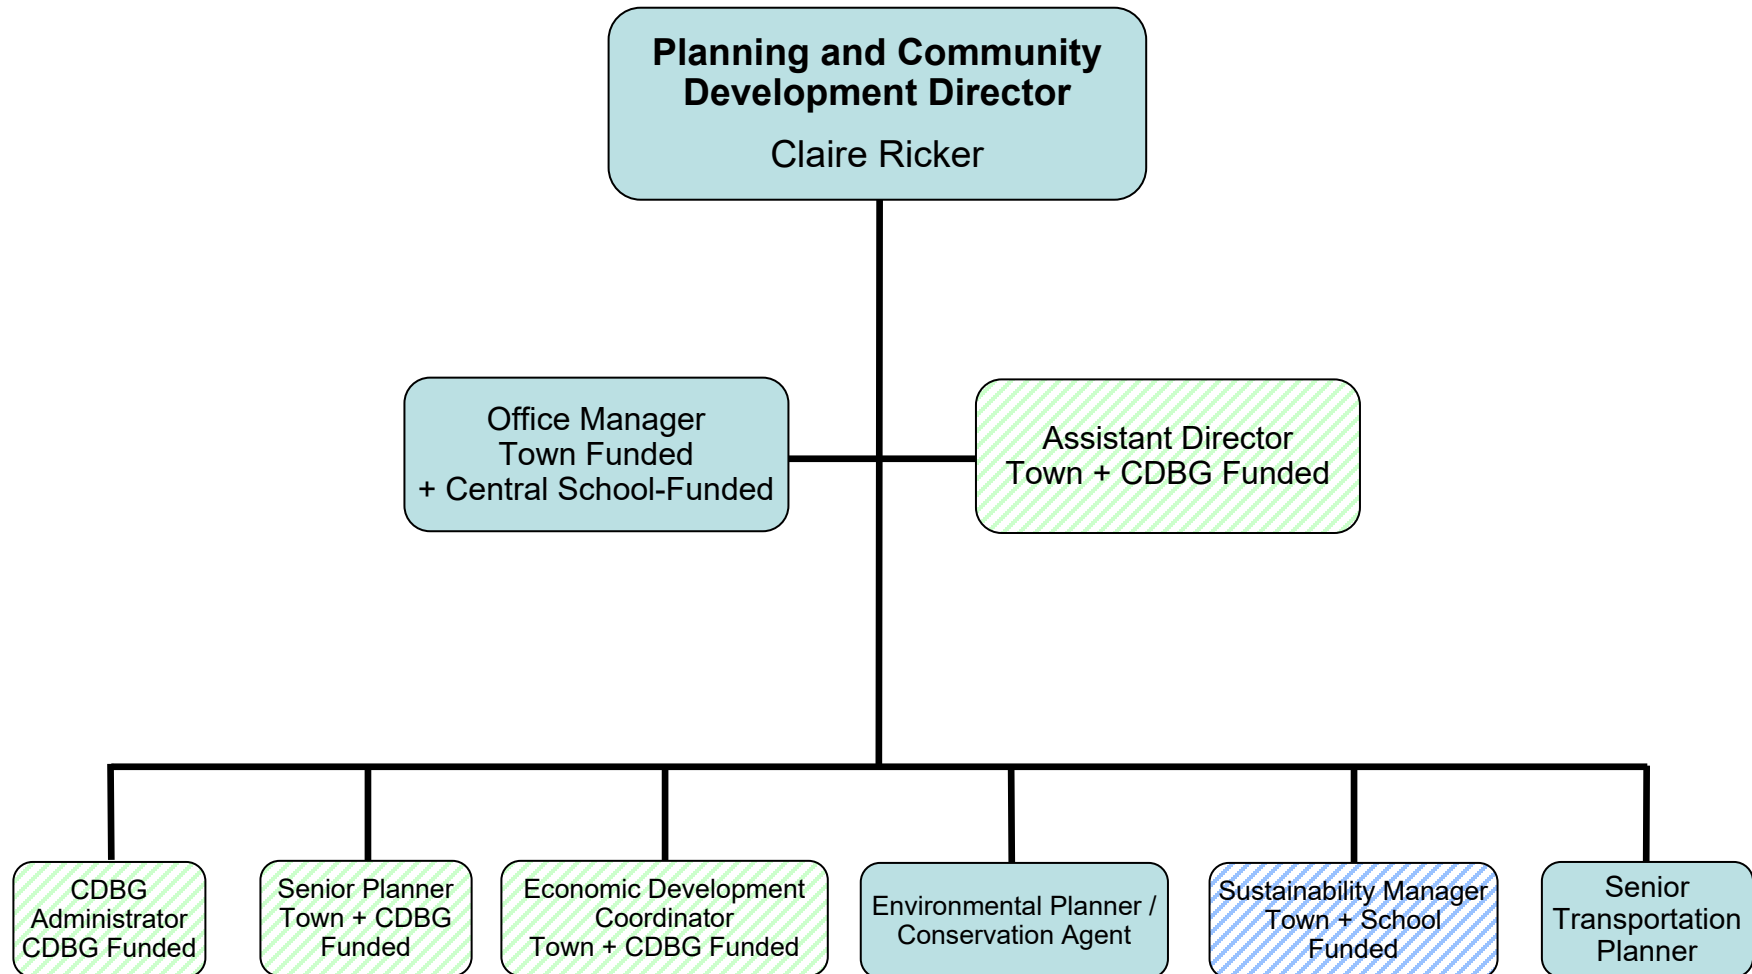 Planning and Community
Development Director
Claire Ricker
Office Manager
Town Funded
+ Central School-Funded
Assistant Director
Town + CDBG Funded
CDBG
Administrator
CDBG Funded
Senior Planner
Town + CDBG
Funded
Economic Development
Coordinator
Town + CDBG Funded
Environmental Planner /
Conservation Agent
Sustainability Manager
Town + School
Funded
Senior
Transportation
Planner